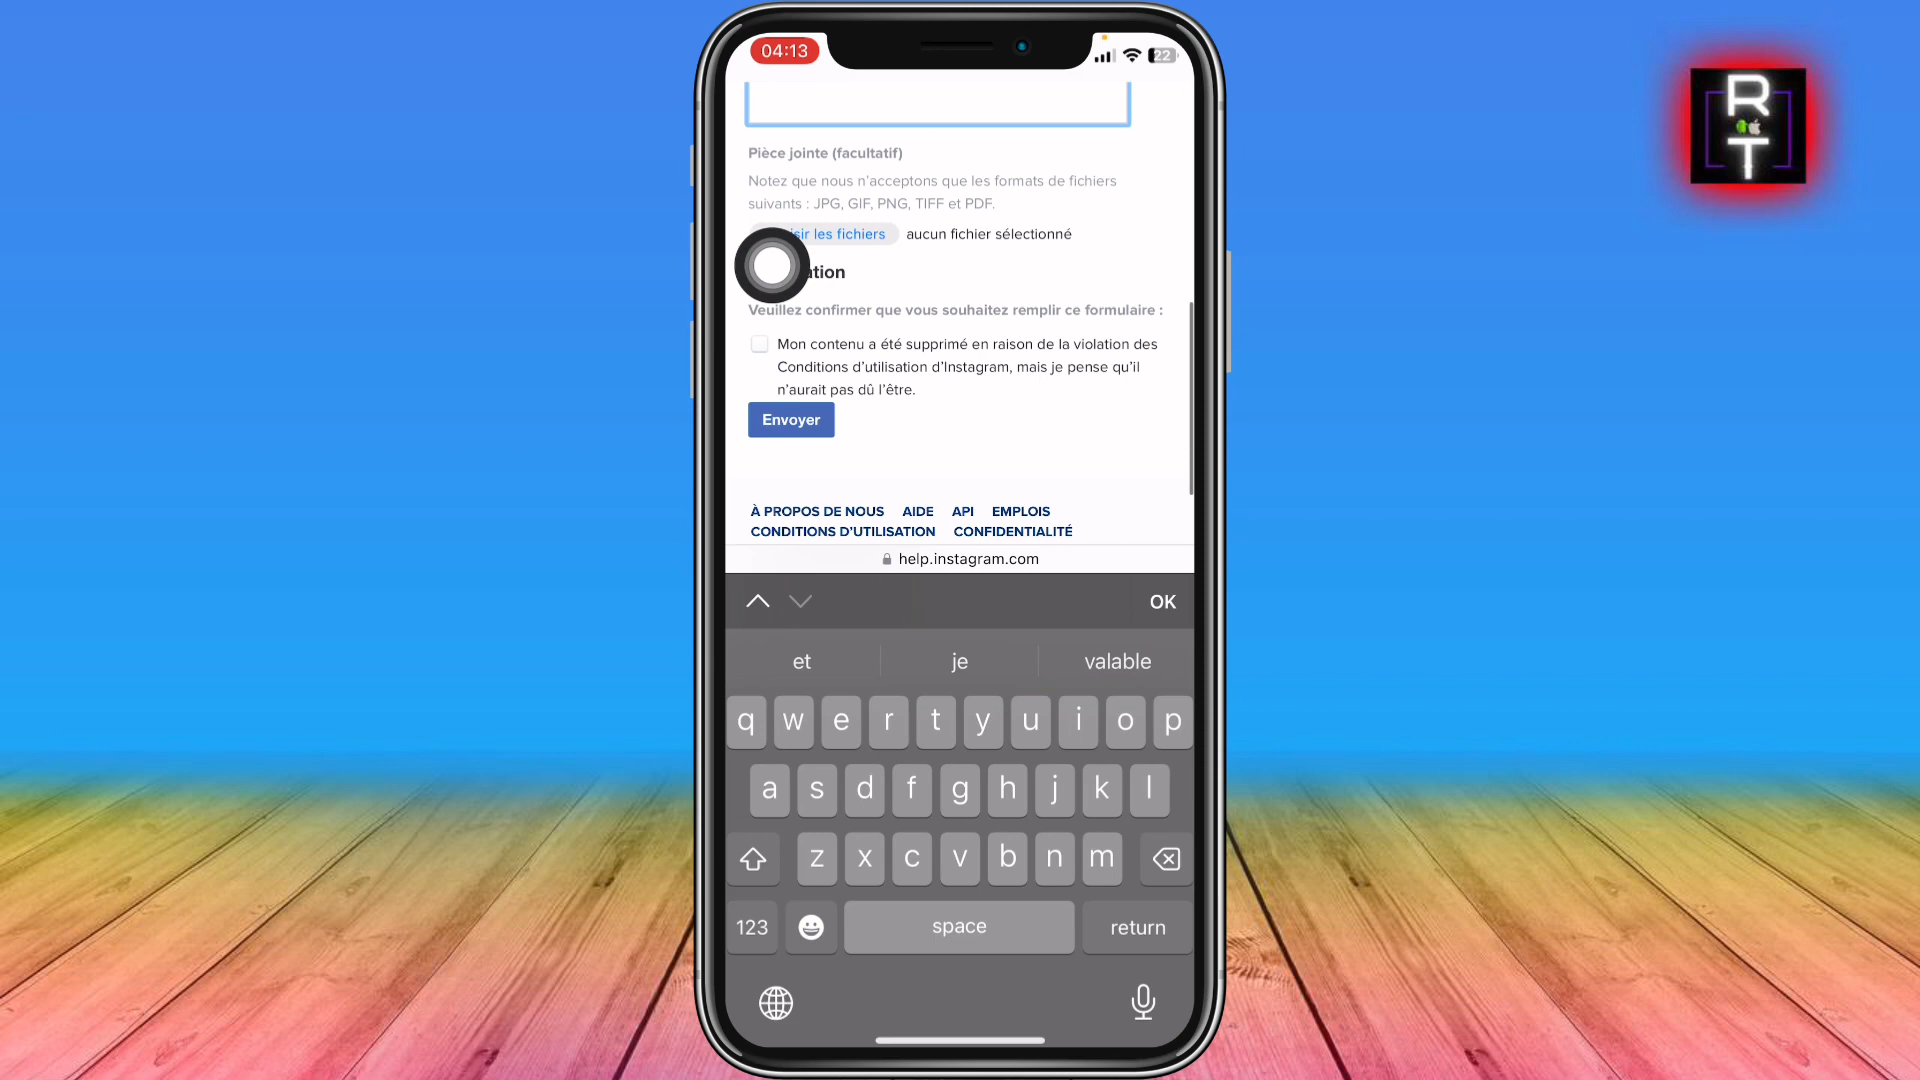 04:13
22
R
T
Pièce jointe (facultatif)
Notez que nous n'acceptons que les formats de fichiers
suivants : JPG, GIF, PNG, TIFF et PDF.
les fichiers aucun fichier sélectionné
Veuillez confirmer que vous souhaitez remplir ce formulaire :
Mon contenu a été supprimé en raison de la violation des
Conditions d'utilisation d'Instagram, mais je pense qu'il
n'aurait pas dû l'être.
Envoyer
À PROPOS DE NOUS AIDE API EMPLOIS
CONDITIONS D'UTILISATION CONFIDENTIALITÉ
help.instagram.com
OK
et je valable
q w e r t y u i o p
a s d f g h j k l
z x c v b n m
123 space return